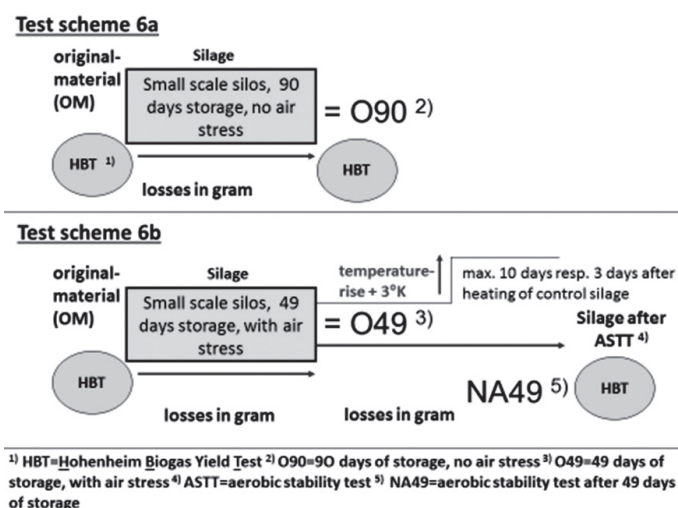 Test scheme 6a
original-
material
(OM)
Silage
Small scale silos, 90
days storage, no air
stress
= O90 2)
HBT 1)
HBT
losses in gram
Test scheme 6b
original-
material
(OM)
Silage
Small scale silos, 49
days storage, with air
stress
temperature-
rise + 3°K
max. 10 days resp. 3 days after
heating of control silage
= O49 3)
Silage after
ASTT 4)
HBT
NA49 5)
HBT
losses in gram
losses in gram
1) HBT=Hohenheim Biogas Yield Test 2) O90=90 days of storage, no air stress 3) O49=49 days of
storage, with air stress 4) ASTT=aerobic stability test 5) NA49=aerobic stability test after 49 days
of storage